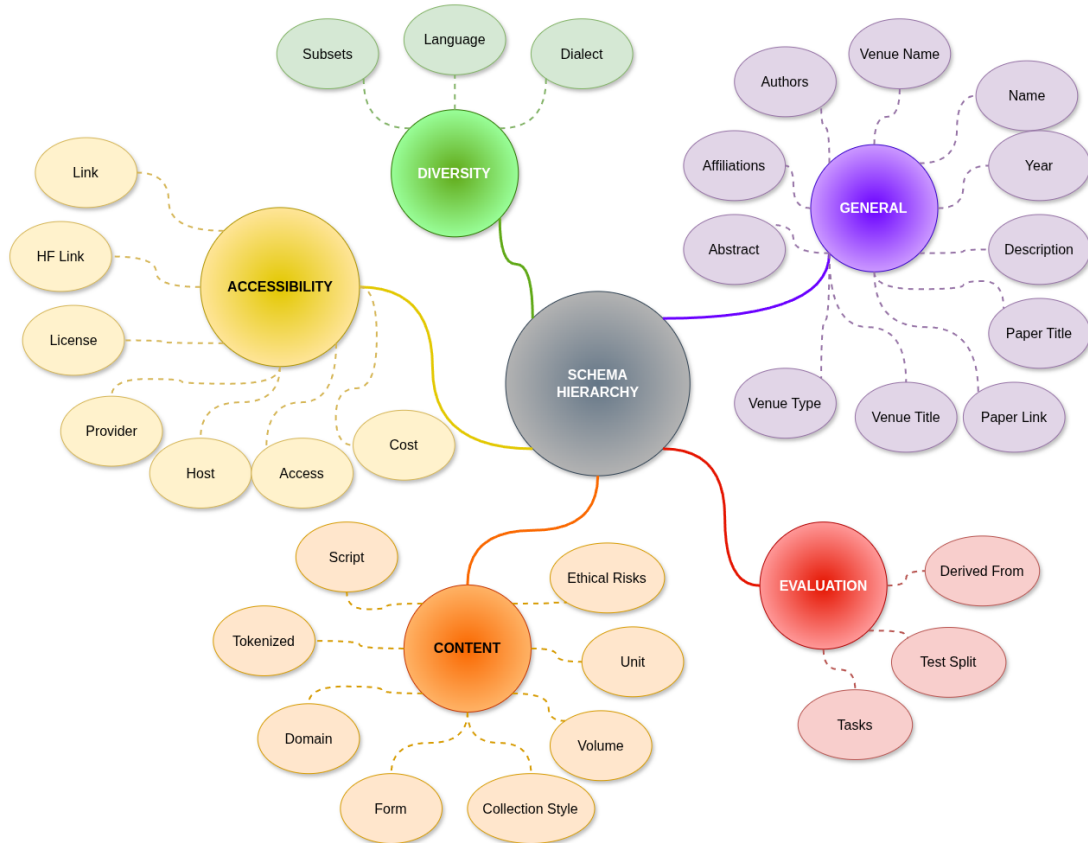 Subsets
Language
Dialect
DIVERSITY
Authors
Venue Name
Name
Affiliations
Year
GENERAL
Abstract
Description
Paper Title
Venue Type
Venue Title
Paper Link
Link
HF Link
ACCESSIBILITY
License
Provider
Host
Access
Cost
SCHEMA
HIERARCHY
Script
Ethical Risks
Tokenized
CONTENT
Unit
Domain
Volume
Form
Collection Style
EVALUATION
Derived From
Test Split
Tasks